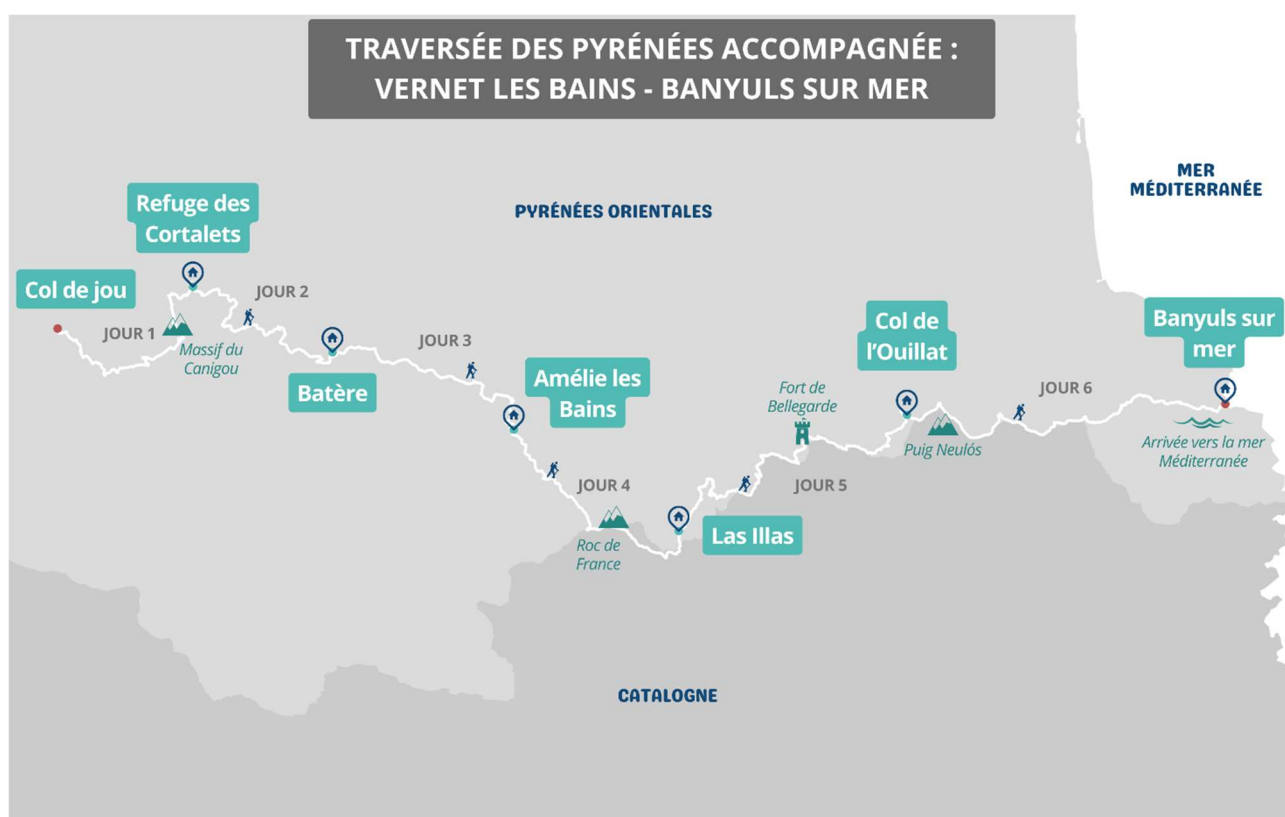 TRAVERSÉE DES PYRÉNÉES ACCOMPAGNÉE :
VERNET LES BAINS - BANYULS SUR MER
MER
MÉDITERRANÉE
PYRÉNÉES ORIENTALES
Refuge des
Cortalets
Col de jou
JOUR 1
Massif du
Canigou
JOUR 2
Batère
JOUR 3
Amélie les
Bains
JOUR 4
Roc de
France
Las Illas
JOUR 5
Fort de
Bellegarde
Col de
l'Ouillat
Puig Neulós
JOUR 6
Banyuls sur
mer
Arrivée vers la mer
Méditerranée
CATALOGNE